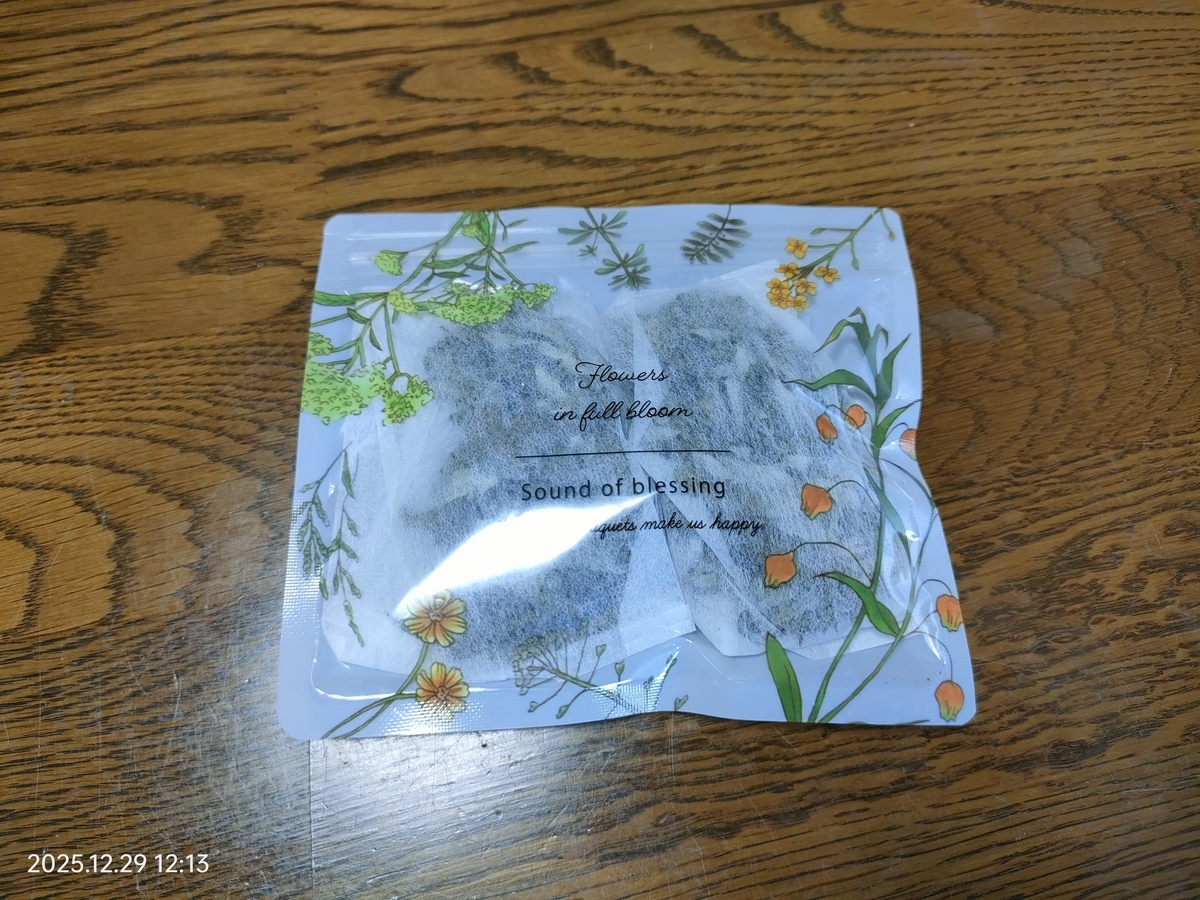 Flowers
in full bloom
Sound of blessing
make us happy.
2025.12.29 12:13